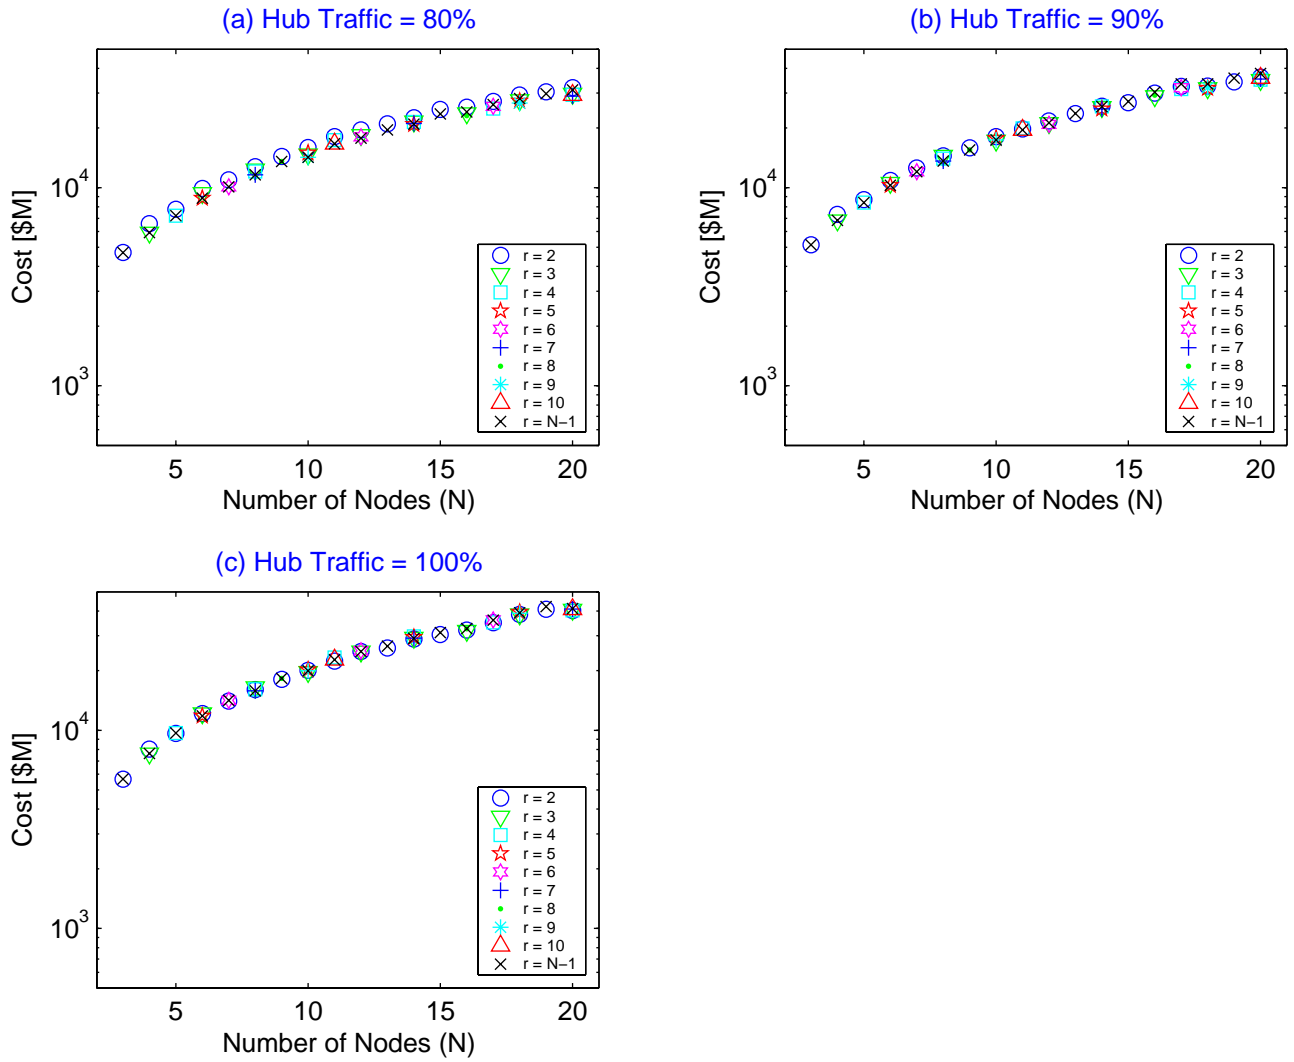 (a) Hub Traffic = 80%
Cost [$M]
10^4
10^3
r = 2
r = 3
r = 4
r = 5
r = 6
r = 7
r = 8
r = 9
r = 10
r = N−1
5 10 15 20
Number of Nodes (N)
(b) Hub Traffic = 90%
Cost [$M]
10^4
10^3
r = 2
r = 3
r = 4
r = 5
r = 6
r = 7
r = 8
r = 9
r = 10
r = N−1
5 10 15 20
Number of Nodes (N)
(c) Hub Traffic = 100%
Cost [$M]
10^4
10^3
r = 2
r = 3
r = 4
r = 5
r = 6
r = 7
r = 8
r = 9
r = 10
r = N−1
5 10 15 20
Number of Nodes (N)